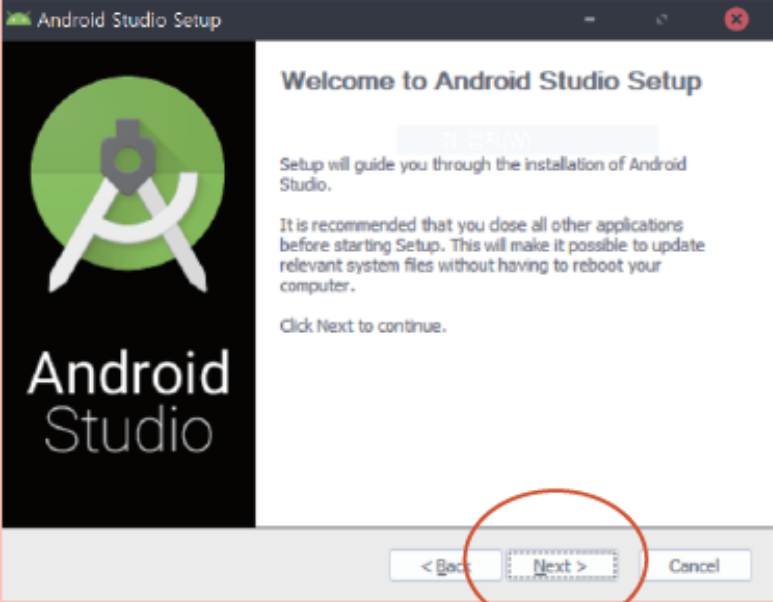 Android Studio Setup
Welcome to Android Studio Setup
Setup will guide you through the installation of Android
Studio.
It is recommended that you close all other applications
before starting Setup. This will make it possible to update
relevant system files without having to reboot your
computer.
Click Next to continue.
Android
Studio
< Back
Next >
Cancel